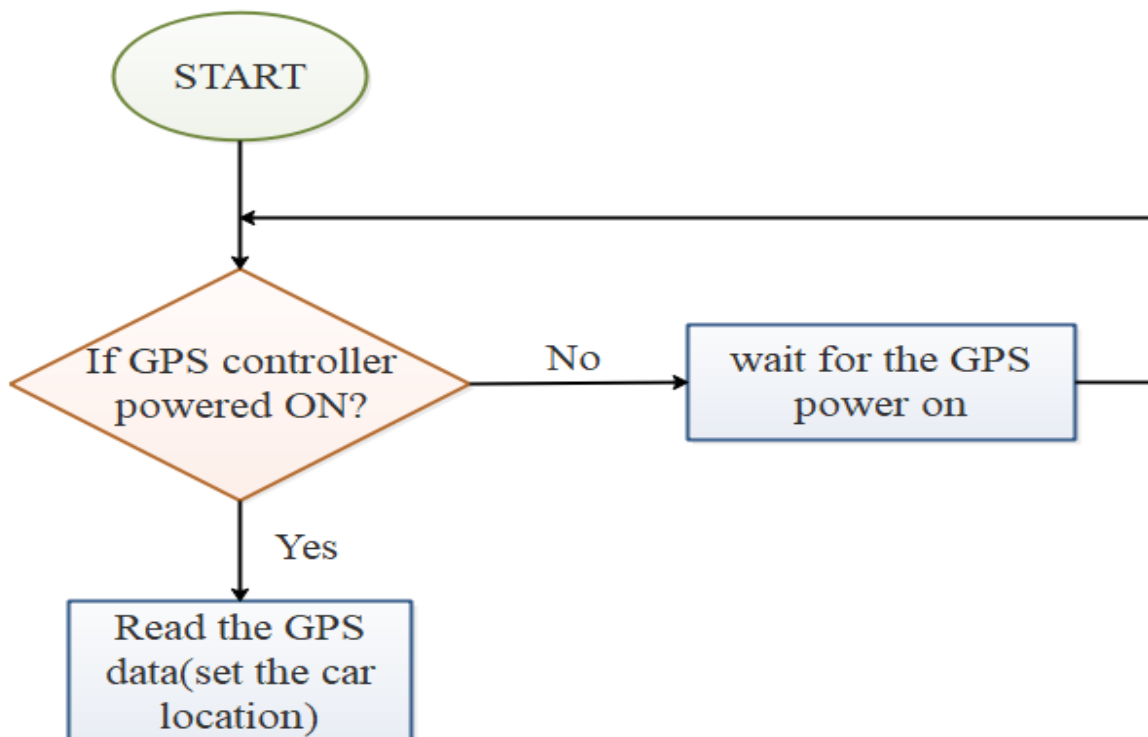 START
If GPS controller
powered ON?
No
wait for the GPS
power on
Yes
Read the GPS
data(set the car
location)